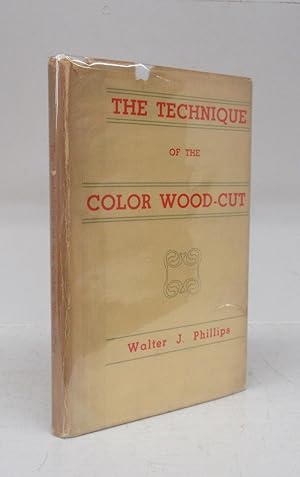 THE TECHNIQUE
OF THE
COLOR WOOD-CUT
Walter J. Phillips